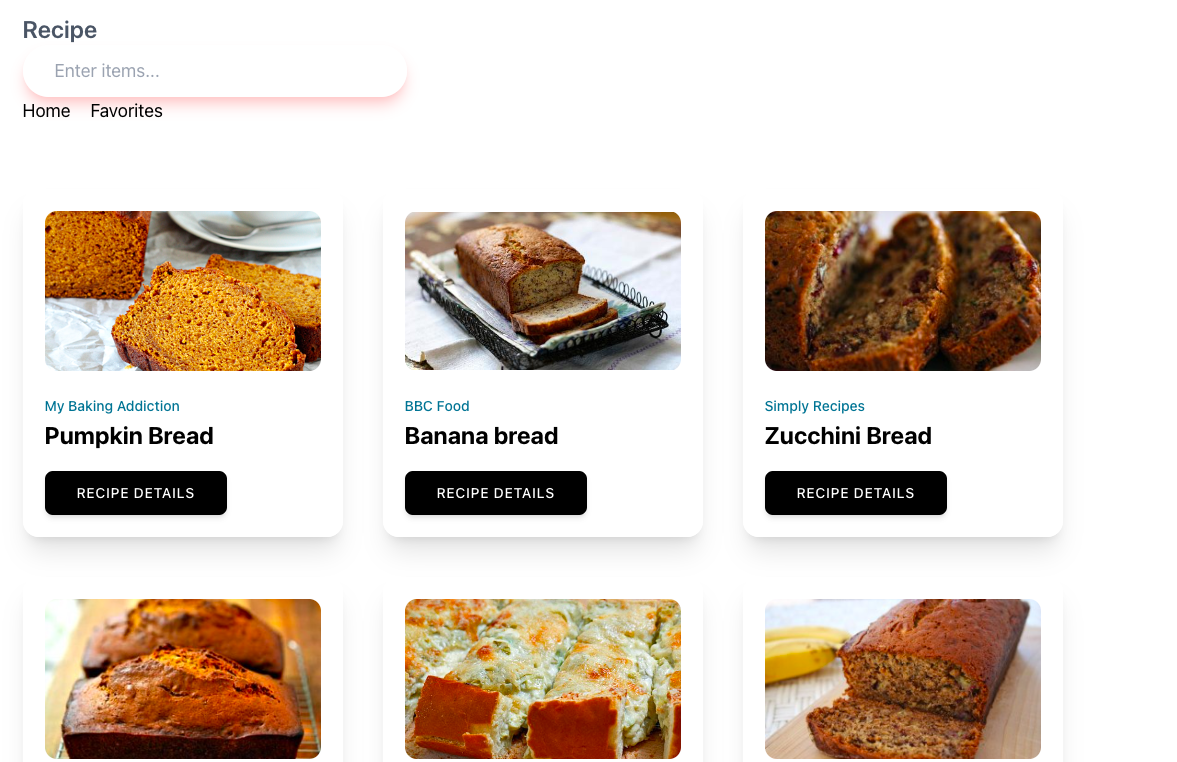 Recipe
Enter items...
Home Favorites
My Baking Addiction
Pumpkin Bread
RECIPE DETAILS
BBC Food
Banana bread
RECIPE DETAILS
Simply Recipes
Zucchini Bread
RECIPE DETAILS